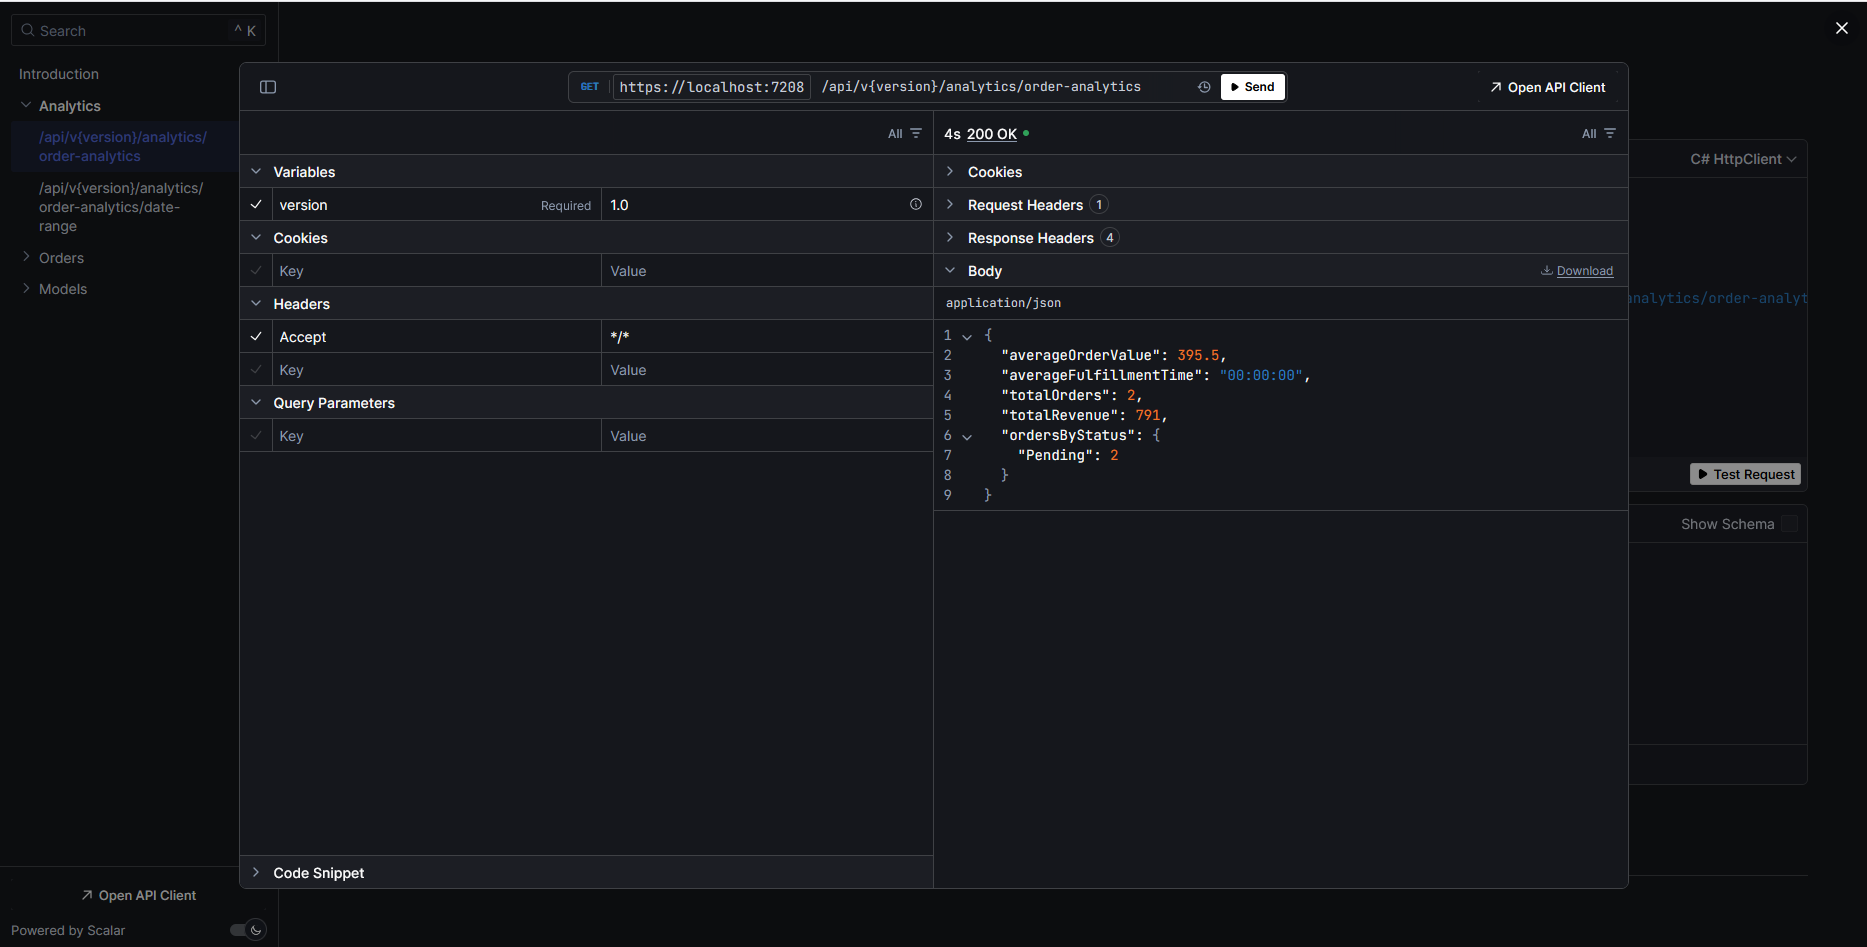 Search
^ K
Introduction
Analytics
/api/v{version}/analytics/
order-analytics
/api/v{version}/analytics/
order-analytics/date-
range
Orders
Models
Open API Client
Powered by Scalar
GET
https://localhost:7208
/api/v{version}/analytics/order-analytics
Send
Open API Client
All
Variables
version
Required
1.0
Cookies
Key
Value
Headers
Accept
*/*
Key
Value
Query Parameters
Key
Value
Code Snippet
4s 200 OK
All
Cookies
Request Headers 1
Response Headers 4
Body
Download
application/json
1 {
2 "averageOrderValue": 395.5,
3 "averageFulfillmentTime": "00:00:00",
4 "totalOrders": 2,
5 "totalRevenue": 791,
6 "ordersByStatus": {
7 "Pending": 2
8 }
9 }
C# HttpClient
analytics/order-analyt
Test Request
Show Schema